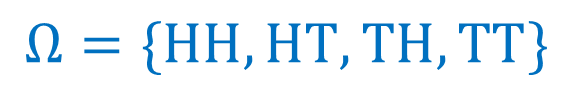 Ω = {HH, HT, TH, TT}